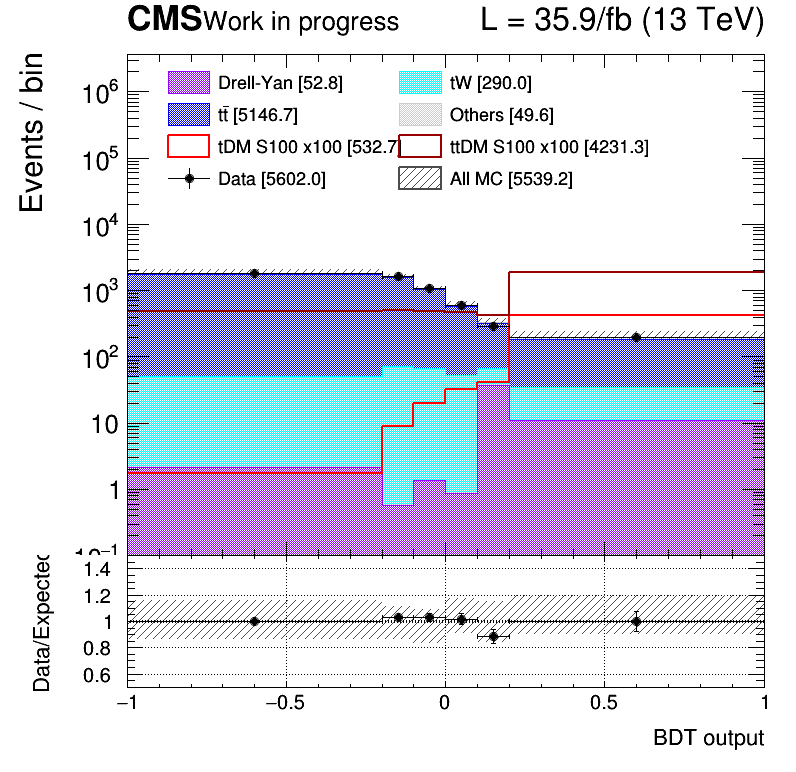 CMS Work in progress L = 35.9/fb (13 TeV)
Events / bin
Drell-Yan [52.8] tW [290.0]
tt̄ [5146.7] Others [49.6]
tDM S100 x100 [532.7] ttDM S100 x100 [4231.3]
Data [5602.0] All MC [5539.2]
10⁶
10⁵
10⁴
10³
10²
10
1
10⁻¹
Data/Expected
1.4
1.2
1
0.8
0.6
−1 −0.5 0 0.5 1
BDT output